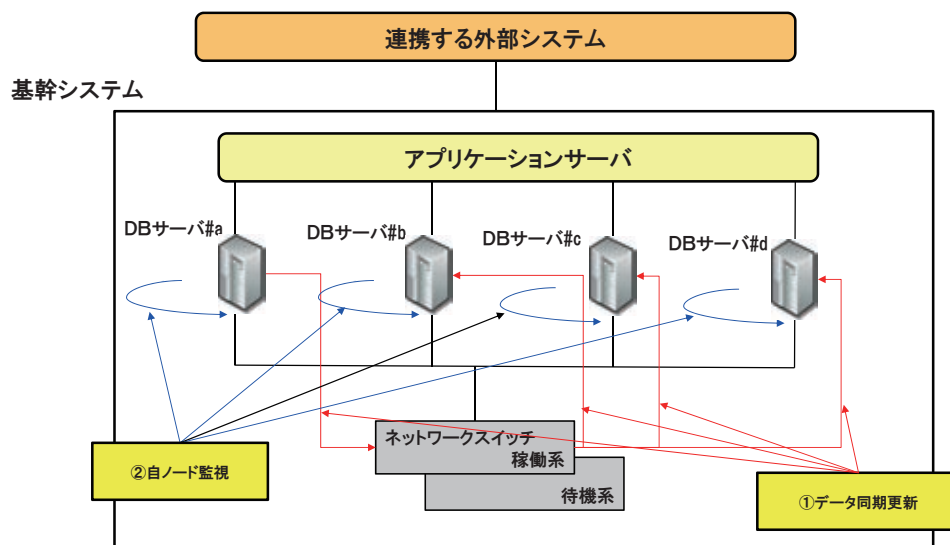 連携する外部システム
基幹システム
アプリケーションサーバ
DBサーバ#a
DBサーバ#b
DBサーバ#c
DBサーバ#d
ネットワークスイッチ
稼働系
待機系
②自ノード監視
①データ同期更新